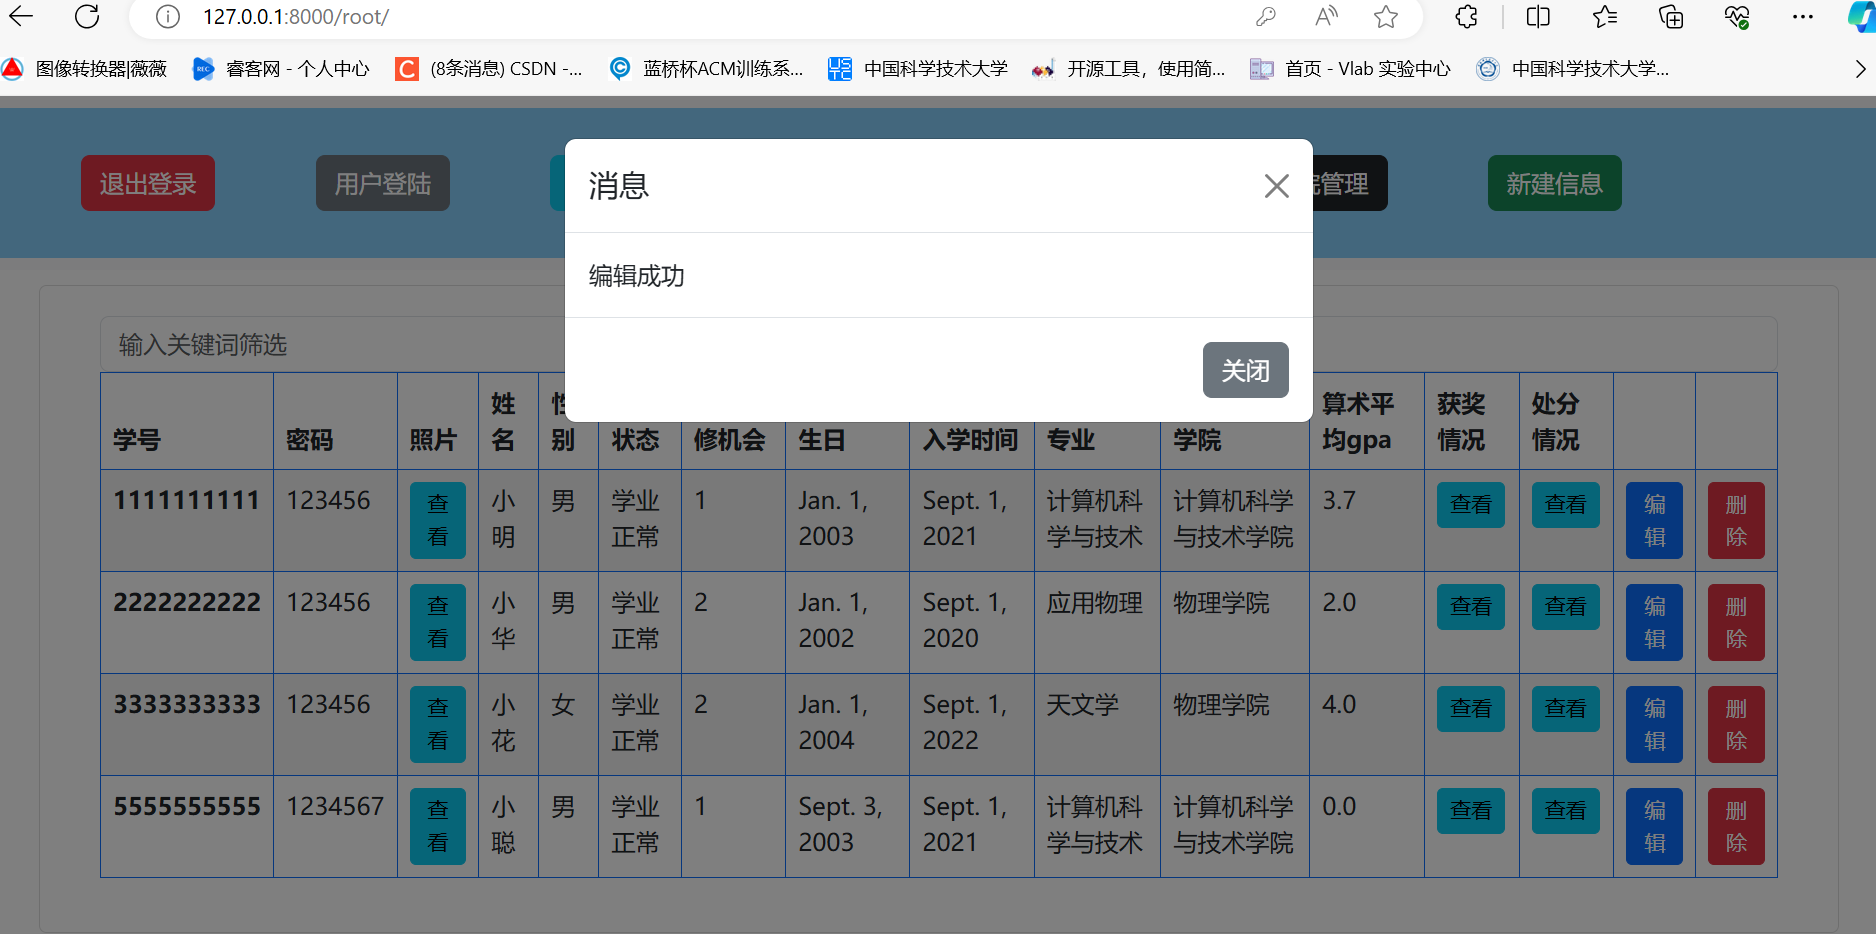 127.0.0.1:8000/root/
图像转换器|薇薇 睿客网 - 个人中心 (8条消息) CSDN -... 蓝桥杯ACM训练系... 中国科学技术大学 开源工具，使用简... 首页 - Vlab 实验中心 中国科学技术大学...
退出登录 用户登陆 管理 新建信息
消息
编辑成功
关闭
输入关键词筛选
学号 密码 照片 姓名 性别 状态 修机会 生日 入学时间 专业 学院 算术平均gpa 获奖情况 处分情况
1111111111 123456 查看 小明 男 学业正常 1 Jan. 1, 2003 Sept. 1, 2021 计算机科学与技术 计算机科学与技术学院 3.7 查看 查看 编辑 删除
2222222222 123456 查看 小华 男 学业正常 2 Jan. 1, 2002 Sept. 1, 2020 应用物理 物理学院 2.0 查看 查看 编辑 删除
3333333333 123456 查看 小花 女 学业正常 2 Jan. 1, 2004 Sept. 1, 2022 天文学 物理学院 4.0 查看 查看 编辑 删除
5555555555 1234567 查看 小聪 男 学业正常 1 Sept. 3, 2003 Sept. 1, 2021 计算机科学与技术 计算机科学与技术学院 0.0 查看 查看 编辑 删除